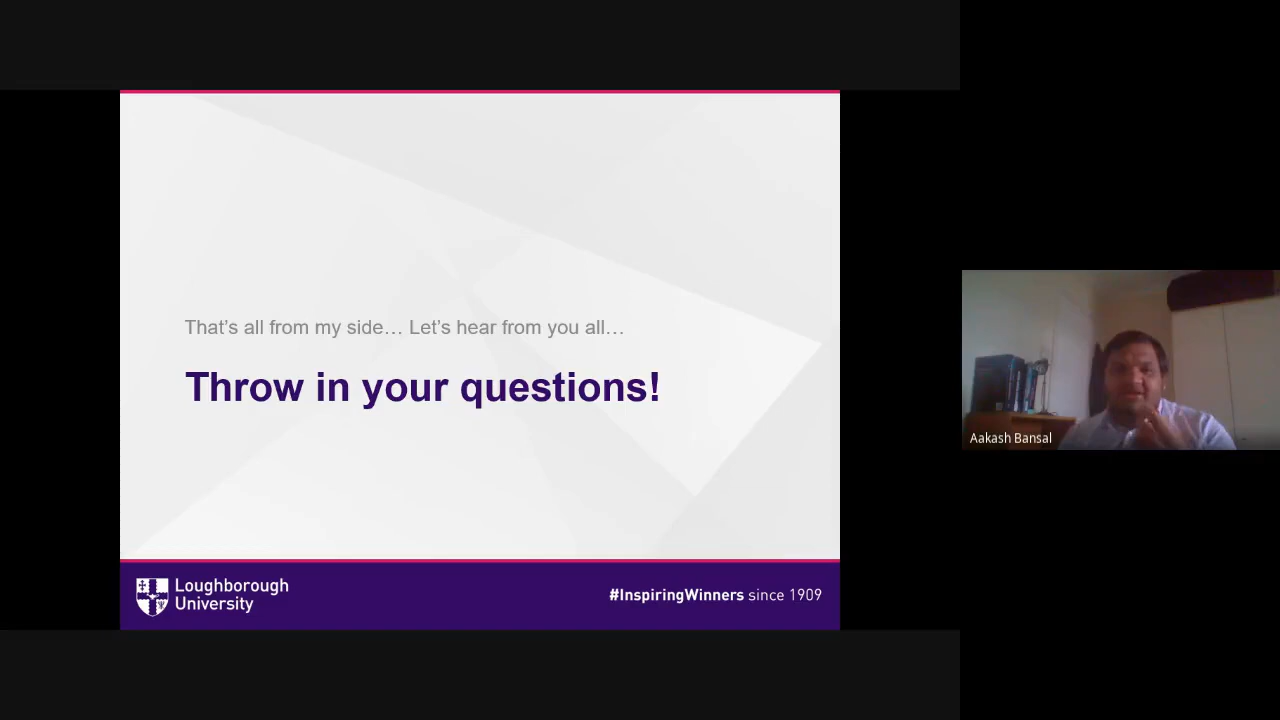 That's all from my side… Let's hear from you all…
Throw in your questions!
Aakash Bansal
Loughborough
University
#InspiringWinners since 1909